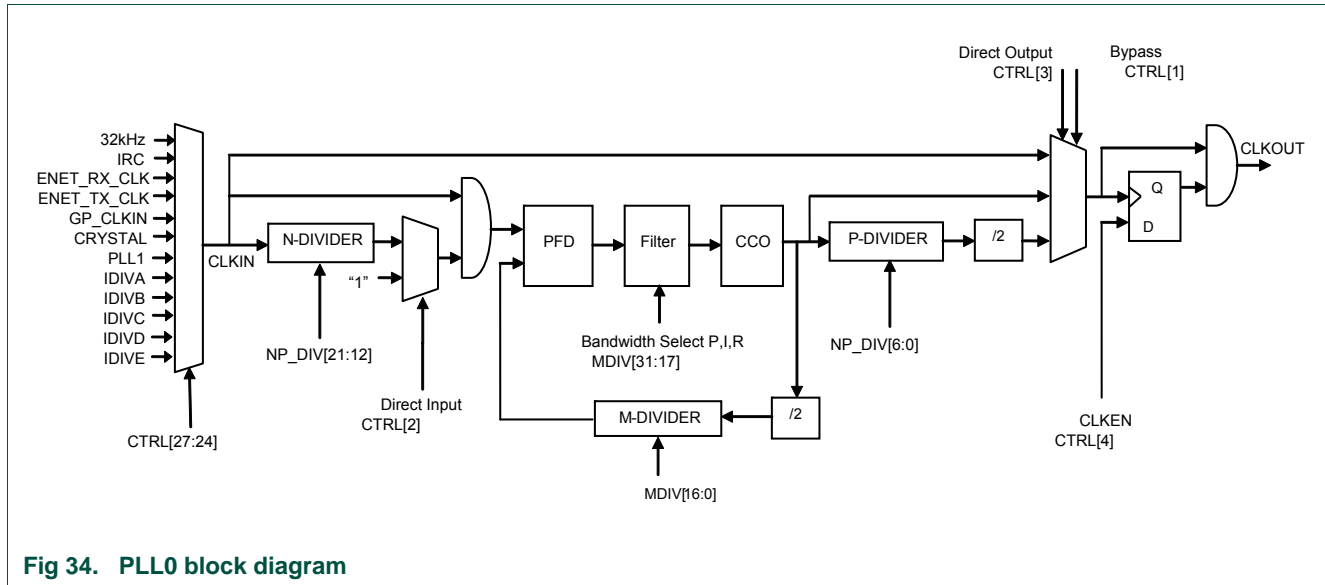 Direct Output
CTRL[3]
Bypass
CTRL[1]
32kHz
IRC
ENET_RX_CLK
ENET_TX_CLK
GP_CLKIN
CRYSTAL
PLL1
IDIVA
IDIVB
IDIVC
IDIVD
IDIVE
CTRL[27:24]
CLKIN
N-DIVIDER
NP_DIV[21:12]
“1”
Direct Input
CTRL[2]
PFD
Filter
CCO
Bandwidth Select P,I,R
MDIV[31:17]
P-DIVIDER
NP_DIV[6:0]
/2
M-DIVIDER
/2
MDIV[16:0]
Q
D
CLKOUT
CLKEN
CTRL[4]
Fig 34. PLL0 block diagram